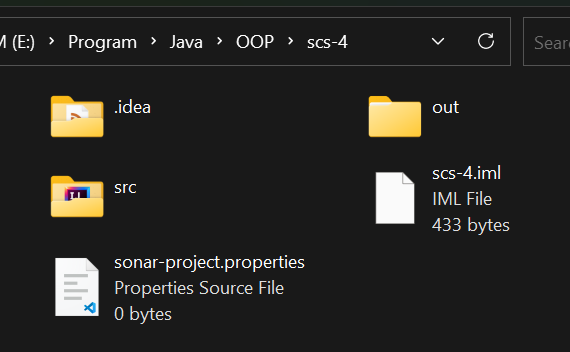 M (E:) > Program > Java > OOP > scs-4
Sear
.idea
out
src
scs-4.iml
IML File
433 bytes
sonar-project.properties
Properties Source File
0 bytes